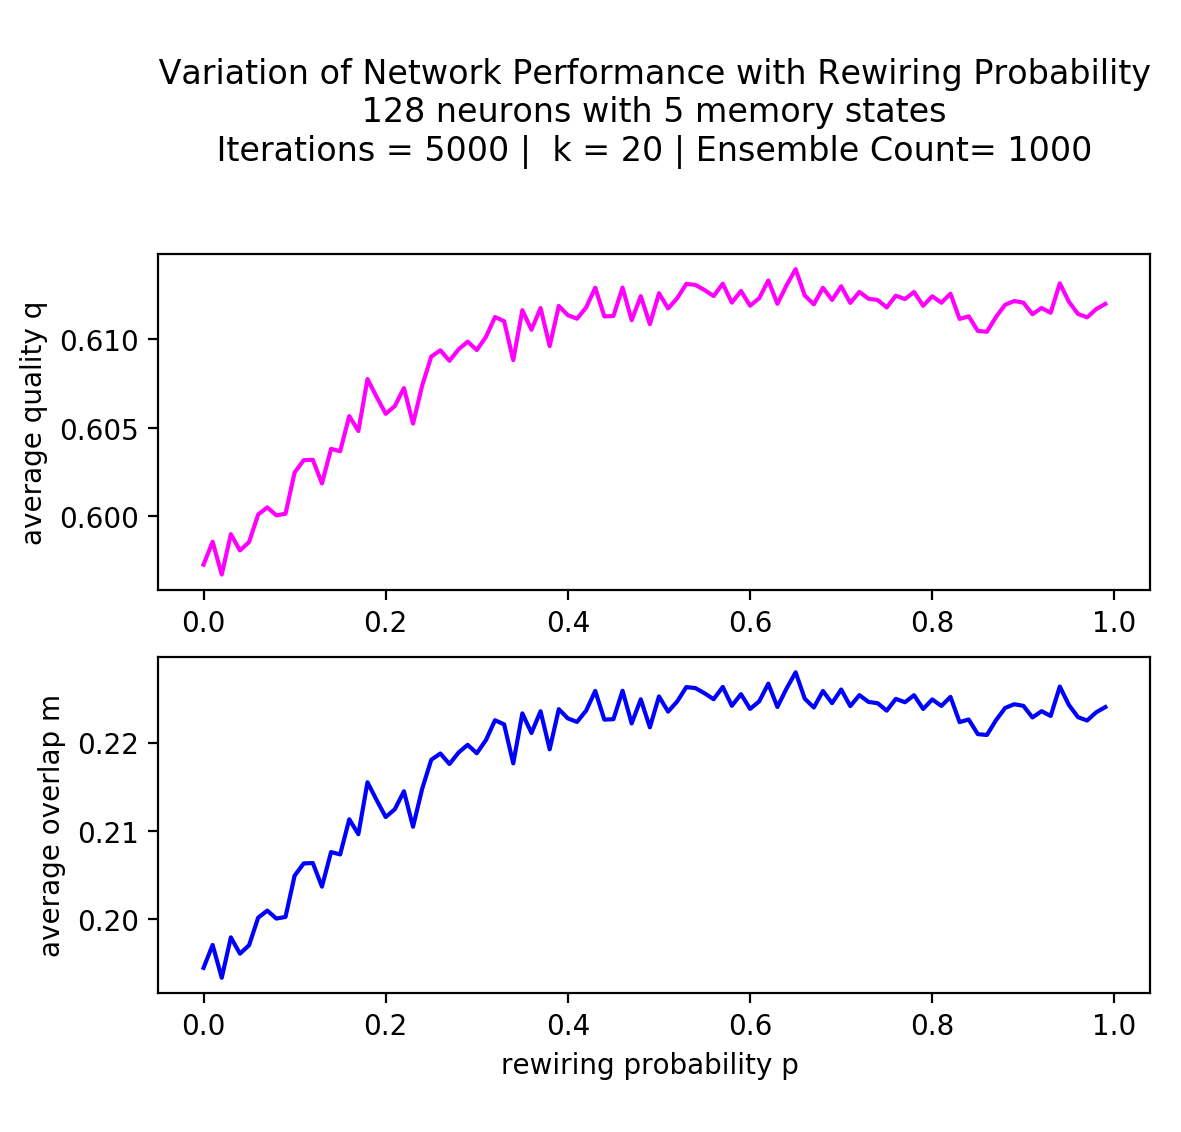 Variation of Network Performance with Rewiring Probability
128 neurons with 5 memory states
Iterations = 5000 |  k = 20 | Ensemble Count= 1000
average quality q
0.610
0.605
0.600
0.0 0.2 0.4 0.6 0.8 1.0
average overlap m
0.22
0.21
0.20
0.0 0.2 0.4 0.6 0.8 1.0
rewiring probability p